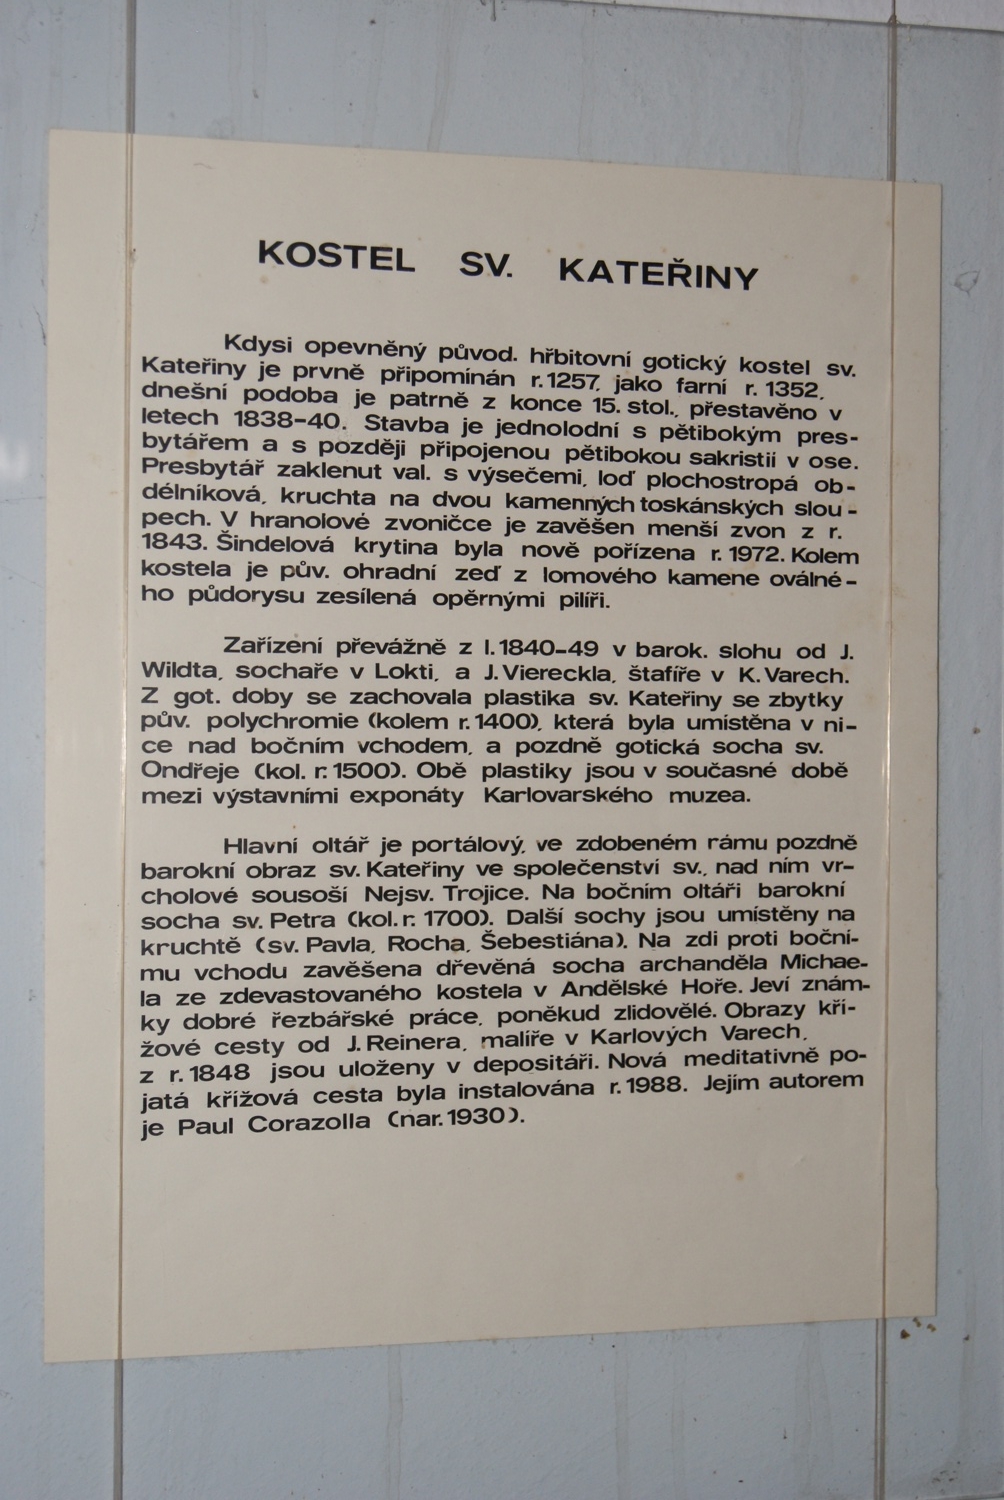 KOSTEL SV. KATEŘINY
Kdysi opevněný původ. hřbitovní gotický kostel sv.
Kateřiny je prvně připomínán r. 1257, jako farní r. 1352,
dnešní podoba je patrně z konce 15. stol., přestavěno v
letech 1838-40. Stavba je jednolodní s pětibokým pres-
bytářem a s později připojenou pětibokou sakristií v ose.
Presbytář zaklenut val. s výsečemi, loď plochostropá ob-
délníková, kruchta na dvou kamenných toskánských slou-
pech. V hranolové zvoničce je zavěšen menší zvon z r.
1843. Šindelová krytina byla nově pořízena r. 1972. Kolem
kostela je pův. ohradní zeď z lomového kamene oválné-
ho půdorysu zesílená opěrnými pilíři.
Zařízení převážně z l. 1840-49 v barok. slohu od J.
Wildta, sochaře v Lokti, a J. Viereckla, štafíře v K. Varech.
Z got. doby se zachovala plastika sv. Kateřiny se zbytky
pův. polychromie (kolem r. 1400), která byla umístěna v ni-
ce nad bočním vchodem, a pozdně gotická socha sv.
Ondřeje (kol. r. 1500). Obě plastiky jsou v současné době
mezi výstavními exponáty Karlovarského muzea.
Hlavní oltář je portálový, ve zdobeném rámu pozdně
barokní obraz sv. Kateřiny ve společenství sv., nad ním vr-
cholové sousoší Nejsv. Trojice. Na bočním oltáři barokní
socha sv. Petra (kol. r. 1700). Další sochy jsou umístěny na
kruchtě (sv. Pavla, Rocha, Šebestiána). Na zdi proti boční-
mu vchodu zavěšena dřevěná socha archanděla Michae-
la ze zdevastovaného kostela v Andělské Hoře. Jeví znám-
ky dobré řezbářské práce, poněkud zlidovělé. Obrazy kří-
žové cesty od J. Reinera, malíře v Karlových Varech,
z r. 1848 jsou uloženy v depositáři. Nová meditativně po-
jatá křížová cesta byla instalována r. 1988. Jejím autorem
je Paul Corazolla (nar. 1930).